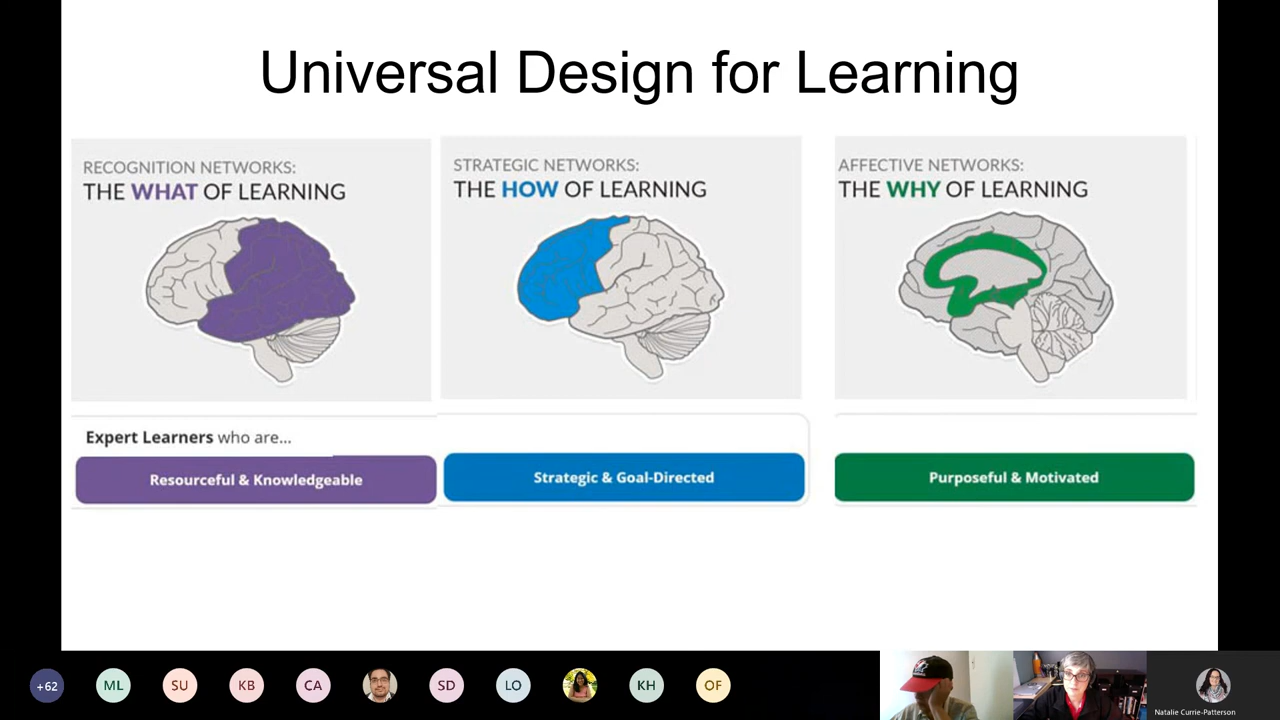 Universal Design for Learning
RECOGNITION NETWORKS:
THE WHAT OF LEARNING
STRATEGIC NETWORKS:
THE HOW OF LEARNING
AFFECTIVE NETWORKS:
THE WHY OF LEARNING
Expert Learners who are...
Resourceful & Knowledgeable
Strategic & Goal-Directed
Purposeful & Motivated
+62
ML
SU
KB
CA
SD
LO
KH
OF
Natalie Currie-Patterson